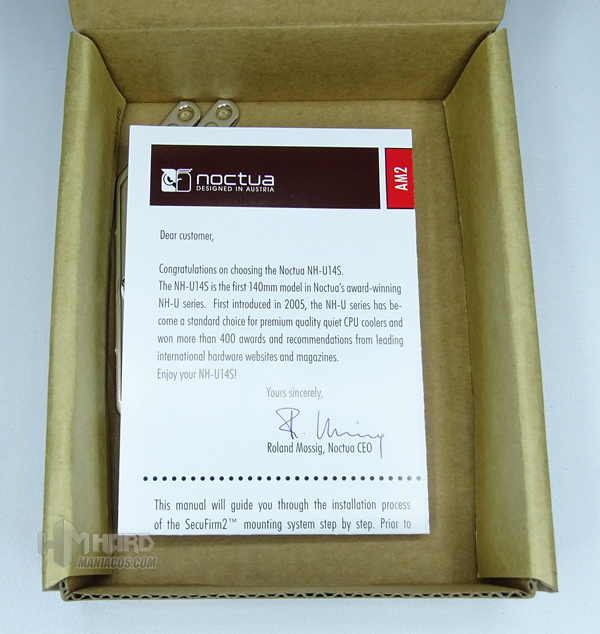 noctua
DESIGNED IN AUSTRIA
AM2
Dear customer,
Congratulations on choosing the Noctua NH-U14S.
The NH-U14S is the first 140mm model in Noctua's award-winning
NH-U series. First introduced in 2005, the NH-U series has be-
come a standard choice for premium quality quiet CPU coolers and
won more than 400 awards and recommendations from leading
international hardware websites and magazines.
Enjoy your NH-U14S!
Yours sincerely,
Roland Mossig, Noctua CEO
This manual will guide you through the installation process
of the SecuFirm2™ mounting system step by step. Prior to
HM HARD
MANIACOS.COM